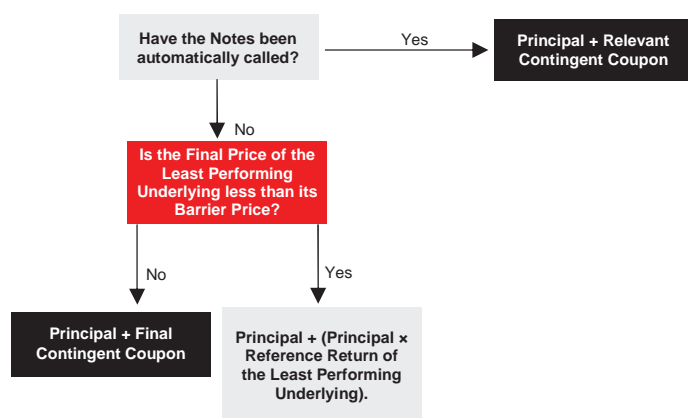 Have the Notes been
automatically called?
Yes
Principal + Relevant
Contingent Coupon
No
Is the Final Price of the
Least Performing
Underlying less than its
Barrier Price?
No
Yes
Principal + Final
Contingent Coupon
Principal + (Principal ×
Reference Return of
the Least Performing
Underlying).